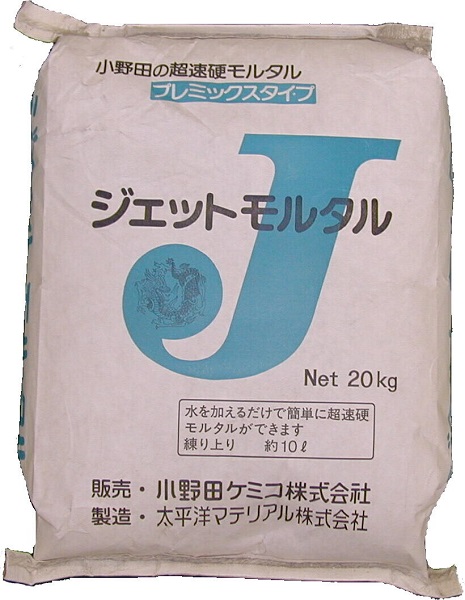 小野田の超速硬モルタル
プレミックスタイプ
J
ジェットモルタル
Net 20kg
水を加えるだけで簡単に超速硬
モルタルができます
練り上り 約10ℓ
販売・小野田ケミコ株式会社
製造・太平洋マテリアル株式会社